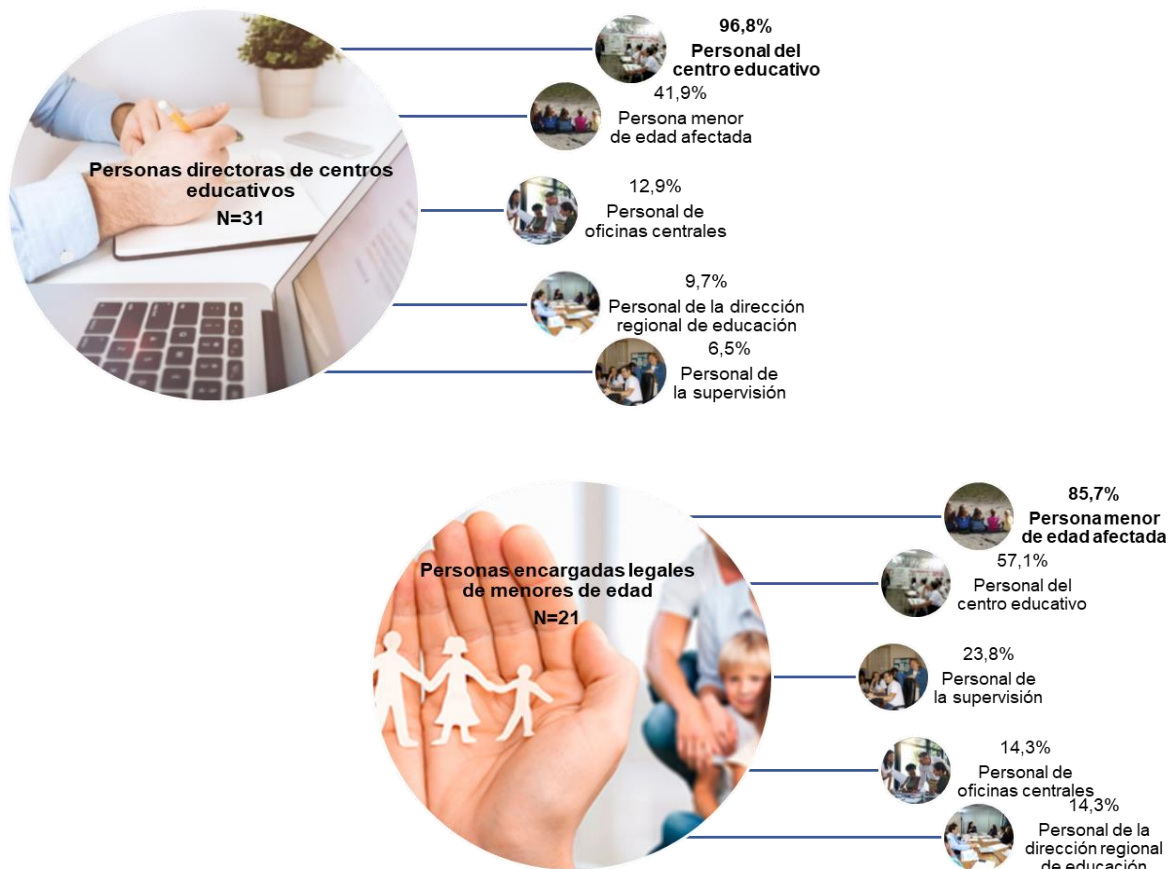 96,8%
Personal del
centro educativo
41,9%
Persona menor
de edad afectada
Personas directoras de centros
educativos
N=31
12,9%
Personal de
oficinas centrales
9,7%
Personal de la dirección
regional de educación
6,5%
Personal de
la supervisión
85,7%
Persona menor
de edad afectada
Personas encargadas legales
de menores de edad
N=21
57,1%
Personal del
centro educativo
23,8%
Personal de
la supervisión
14,3%
Personal de
oficinas centrales
14,3%
Personal de la
dirección regional
de educación